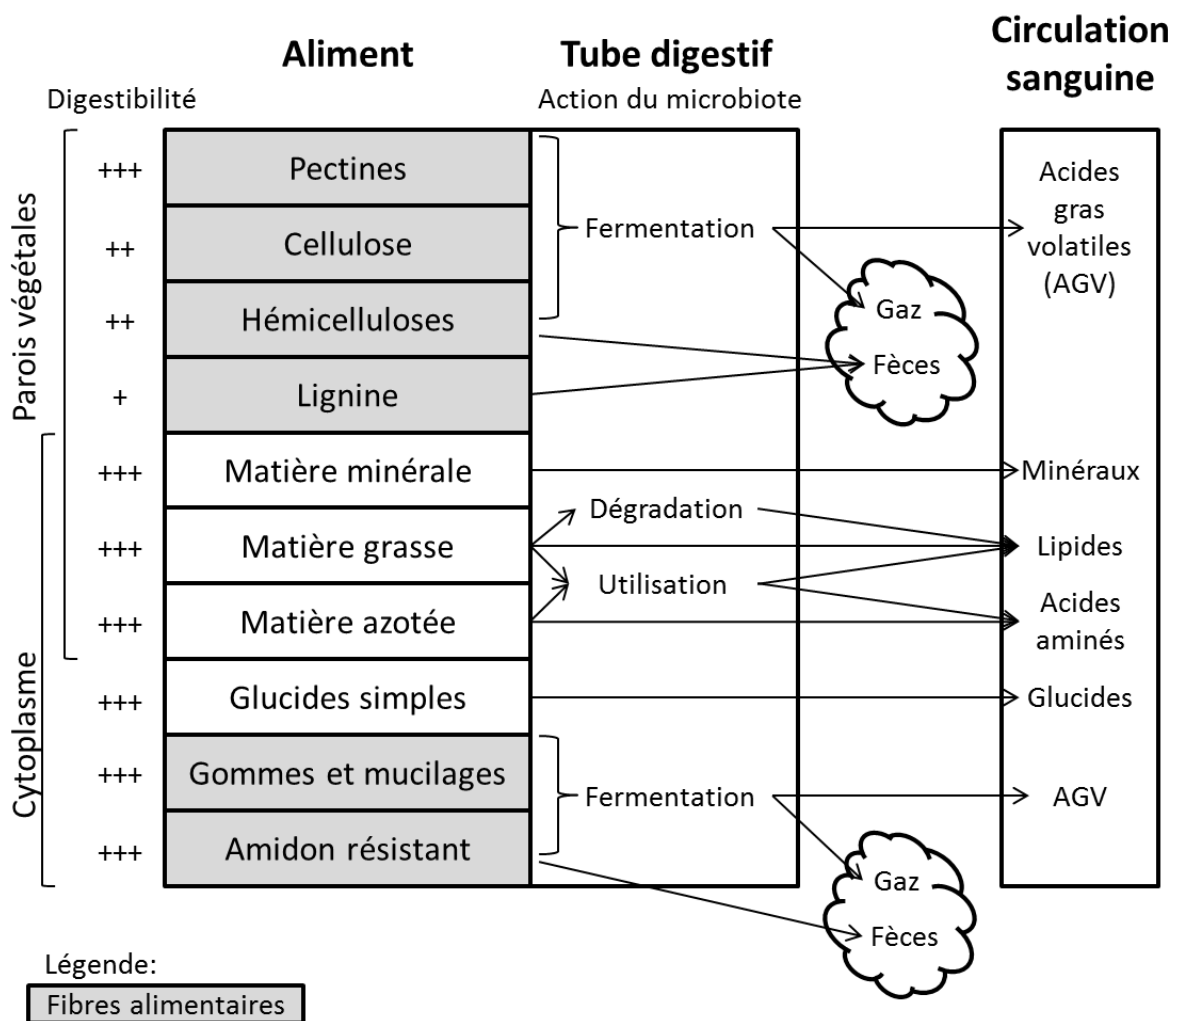 Aliment
Tube digestif
Circulation
sanguine
Digestibilité
Action du microbiote
Parois végétales
Cytoplasme
+++
Pectines
++
Cellulose
++
Hémicelluloses
+
Lignine
+++
Matière minérale
+++
Matière grasse
+++
Matière azotée
+++
Glucides simples
+++
Gommes et mucilages
+++
Amidon résistant
Fermentation
Dégradation
Utilisation
Fermentation
Gaz
Fèces
Gaz
Fèces
Acides
gras
volatiles
(AGV)
Minéraux
Lipides
Acides
aminés
Glucides
AGV
Légende:
Fibres alimentaires